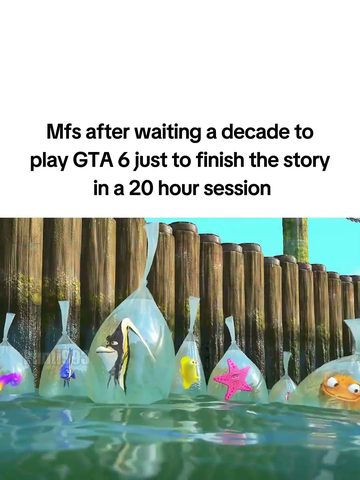 Mfs after waiting a decade to
play GTA 6 just to finish the story
in a 20 hour session